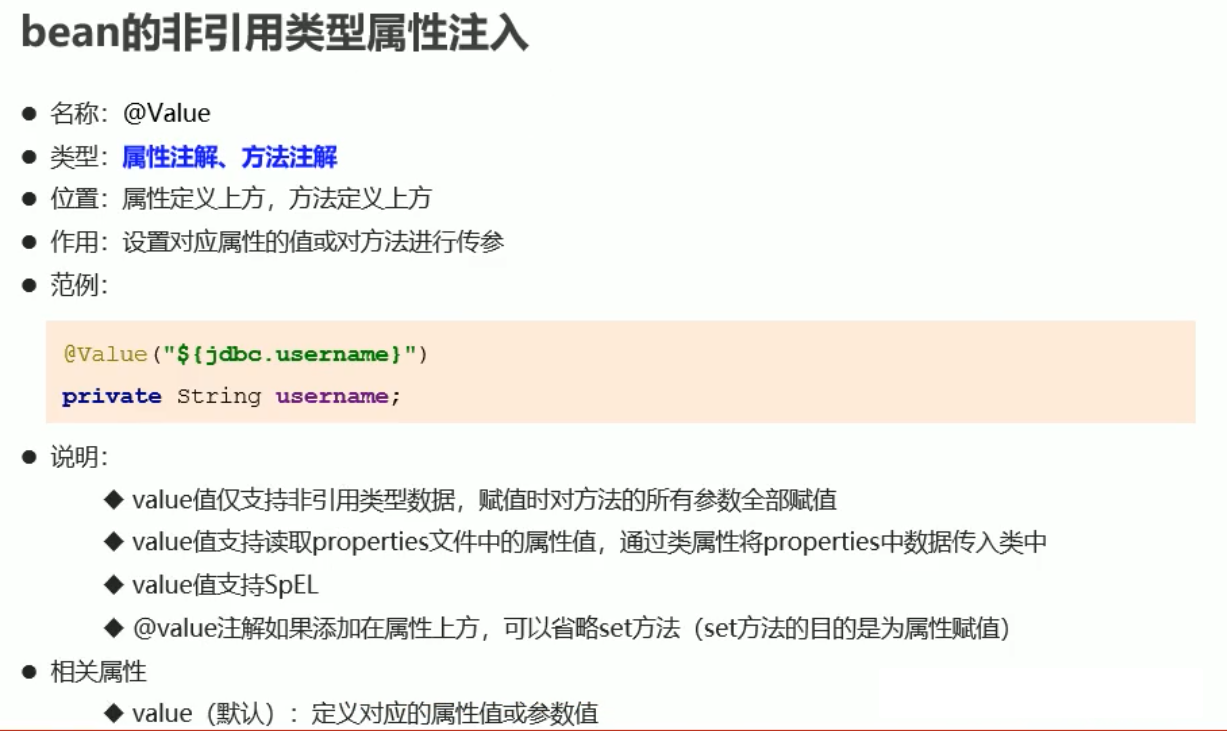 bean的非引用类型属性注入
● 名称：@Value
● 类型：属性注解、方法注解
● 位置：属性定义上方，方法定义上方
● 作用：设置对应属性的值或对方法进行传参
● 范例：
@Value("${jdbc.username}")
private String username;
● 说明：
◆ value值仅支持非引用类型数据，赋值时对方法的所有参数全部赋值
◆ value值支持读取properties文件中的属性值，通过类属性将properties中数据传入类中
◆ value值支持SpEL
◆ @value注解如果添加在属性上方，可以省略set方法（set方法的目的是为属性赋值）
● 相关属性
◆ value（默认）：定义对应的属性值或参数值